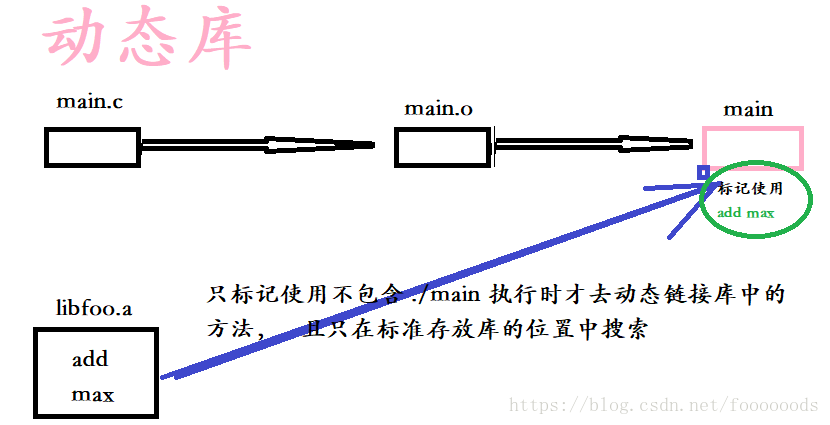 动态库
main.c
main.o
main
标记使用
add max
只标记使用不包含 ./main 执行时才去动态链接库中的
方法， 且只在标准存放库的位置中搜索
libfoo.a
add
max
https://blog.csdn.net/foooooods